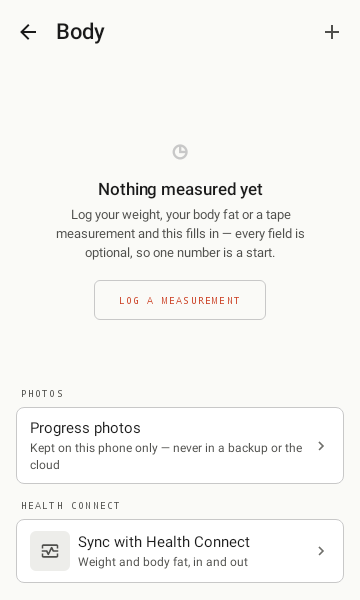 Body
Nothing measured yet
Log your weight, your body fat or a tape
measurement and this fills in — every field is
optional, so one number is a start.
LOG A MEASUREMENT
PHOTOS
Progress photos
Kept on this phone only — never in a backup or the
cloud
HEALTH CONNECT
Sync with Health Connect
Weight and body fat, in and out